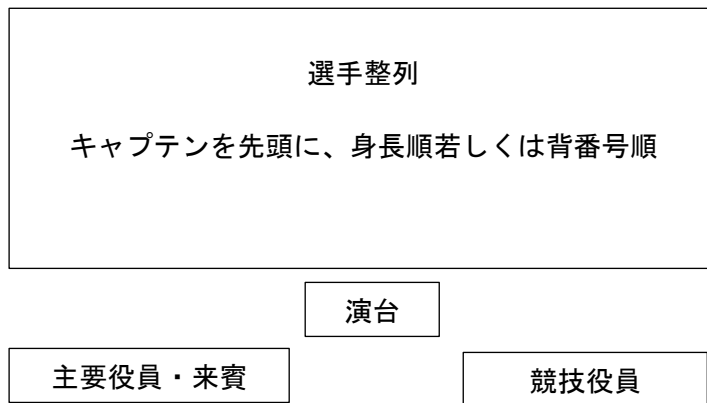 選手整列
キャプテンを先頭に、身長順若しくは背番号順
演台
主要役員・来賓
競技役員